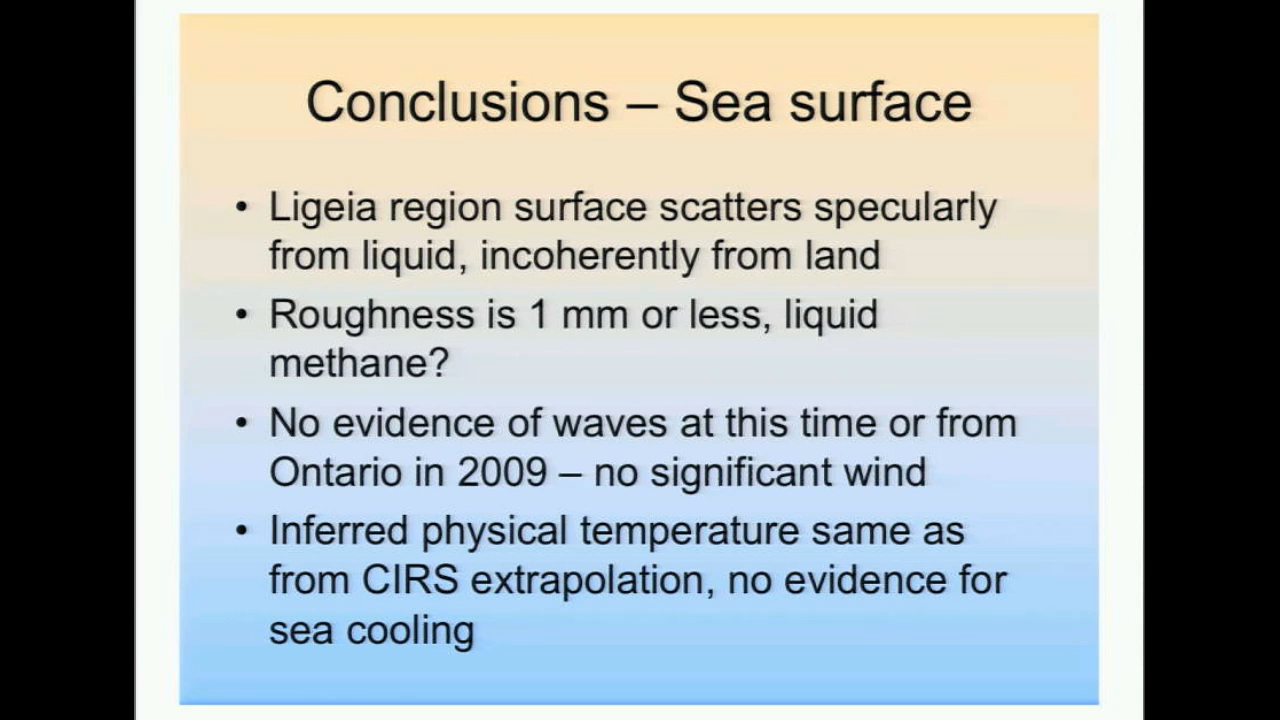 Conclusions – Sea surface
• Ligeia region surface scatters specularly
from liquid, incoherently from land
• Roughness is 1 mm or less, liquid
methane?
• No evidence of waves at this time or from
Ontario in 2009 – no significant wind
• Inferred physical temperature same as
from CIRS extrapolation, no evidence for
sea cooling